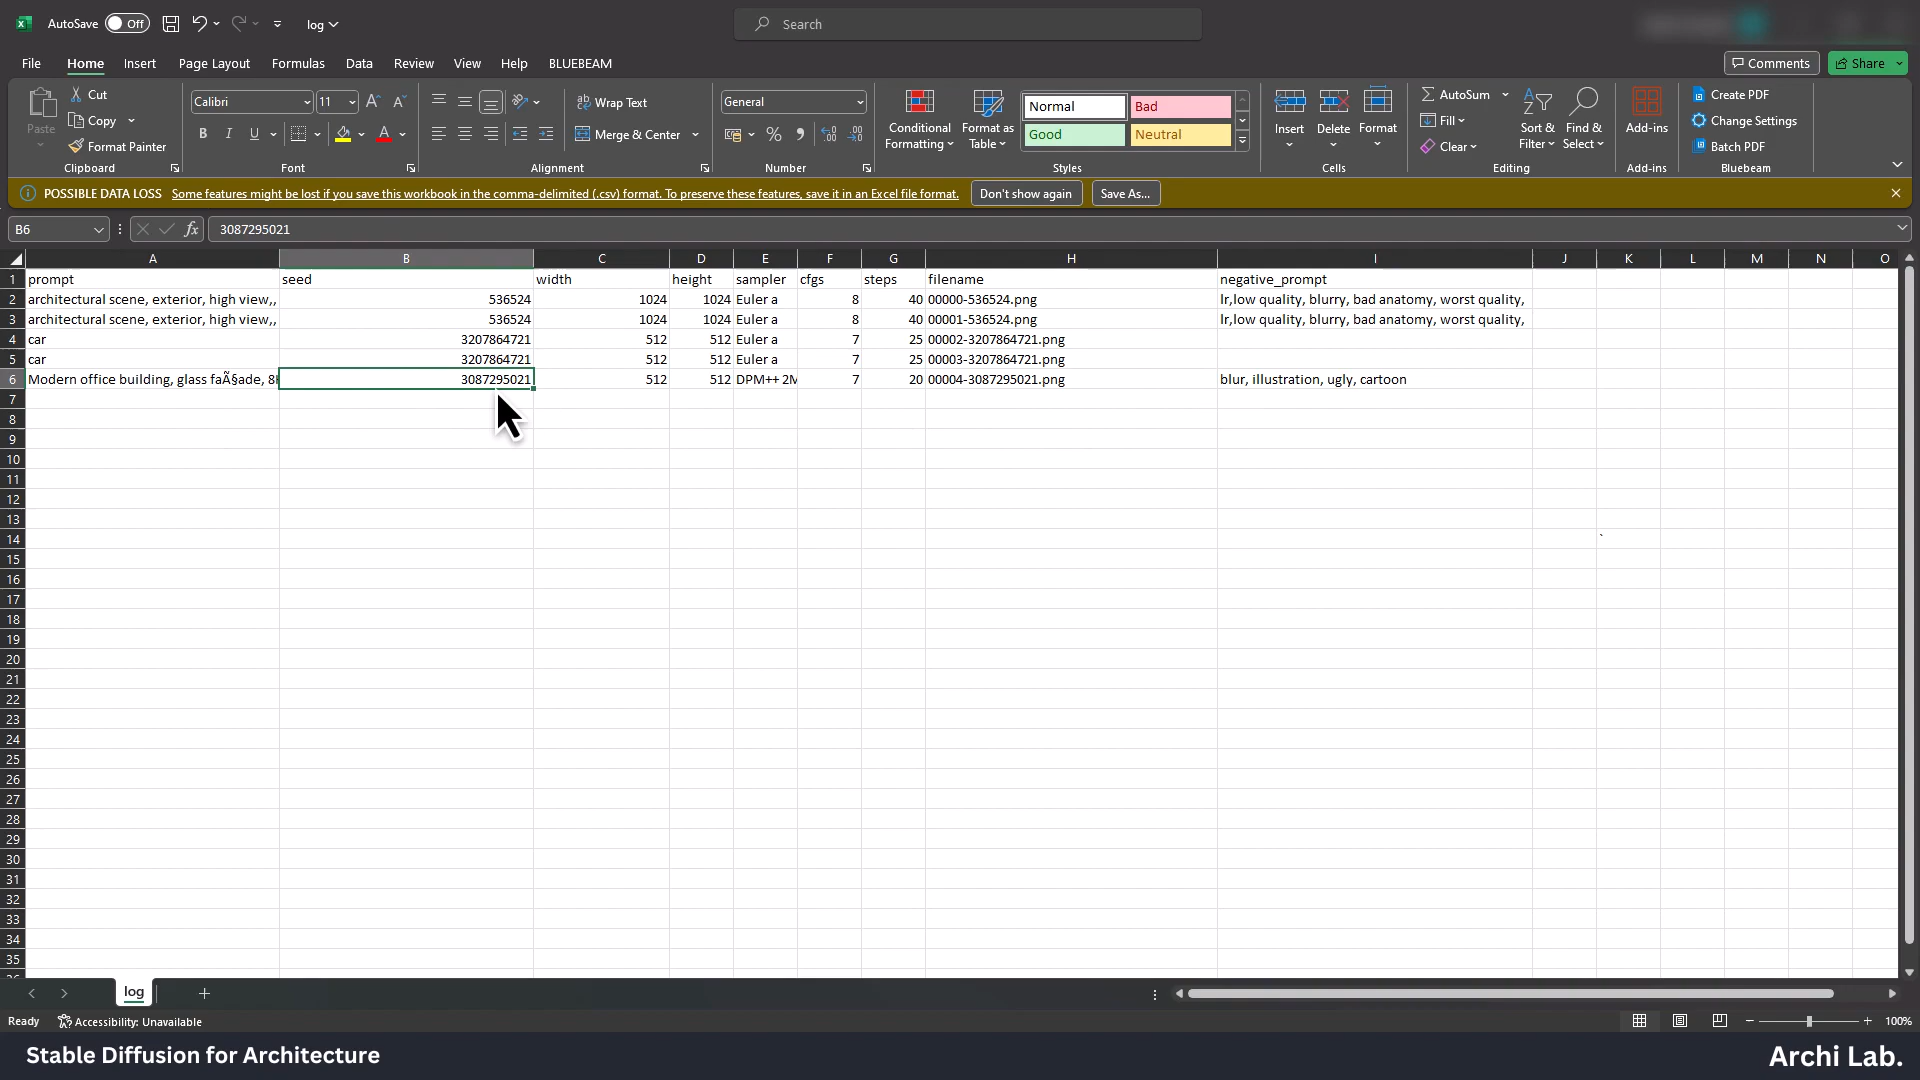 AutoSave Off log Search
File Home Insert Page Layout Formulas Data Review View Help BLUEBEAM Comments Share
Paste Cut Copy Format Painter Clipboard
Calibri 11 B I U A Font
Wrap Text Merge & Center Alignment
General % Number
Conditional Formatting Format as Table Normal Bad Good Neutral Styles
Insert Delete Format Cells
AutoSum Fill Clear Sort & Filter Find & Select Editing
Add-ins Add-ins
Create PDF Change Settings Batch PDF Bluebeam
POSSIBLE DATA LOSS Some features might be lost if you save this workbook in the comma-delimited (.csv) format. To preserve these features, save it in an Excel file format. Don't show again Save As...
B6 fx 3087295021
A B C D E F G H I J K L M N O
1 prompt seed width height sampler cfgs steps filename negative_prompt
2 architectural scene, exterior, high view,, 536524 1024 1024 Euler a 8 40 00000-536524.png lr,low quality, blurry, bad anatomy, worst quality,
3 architectural scene, exterior, high view,, 536524 1024 1024 Euler a 8 40 00001-536524.png lr,low quality, blurry, bad anatomy, worst quality,
4 car 3207864721 512 512 Euler a 7 25 00002-3207864721.png
5 car 3207864721 512 512 Euler a 7 25 00003-3207864721.png
6 Modern office building, glass faÃ§ade, 8 3087295021 512 512 DPM++ 2M 7 20 00004-3087295021.png blur, illustration, ugly, cartoon
7
8
9
10
11
12
13
14 `
15
16
17
18
19
20
21
22
23
24
25
26
27
28
29
30
31
32
33
34
35
log
Ready Accessibility: Unavailable 100%
Stable Diffusion for Architecture Archi Lab.